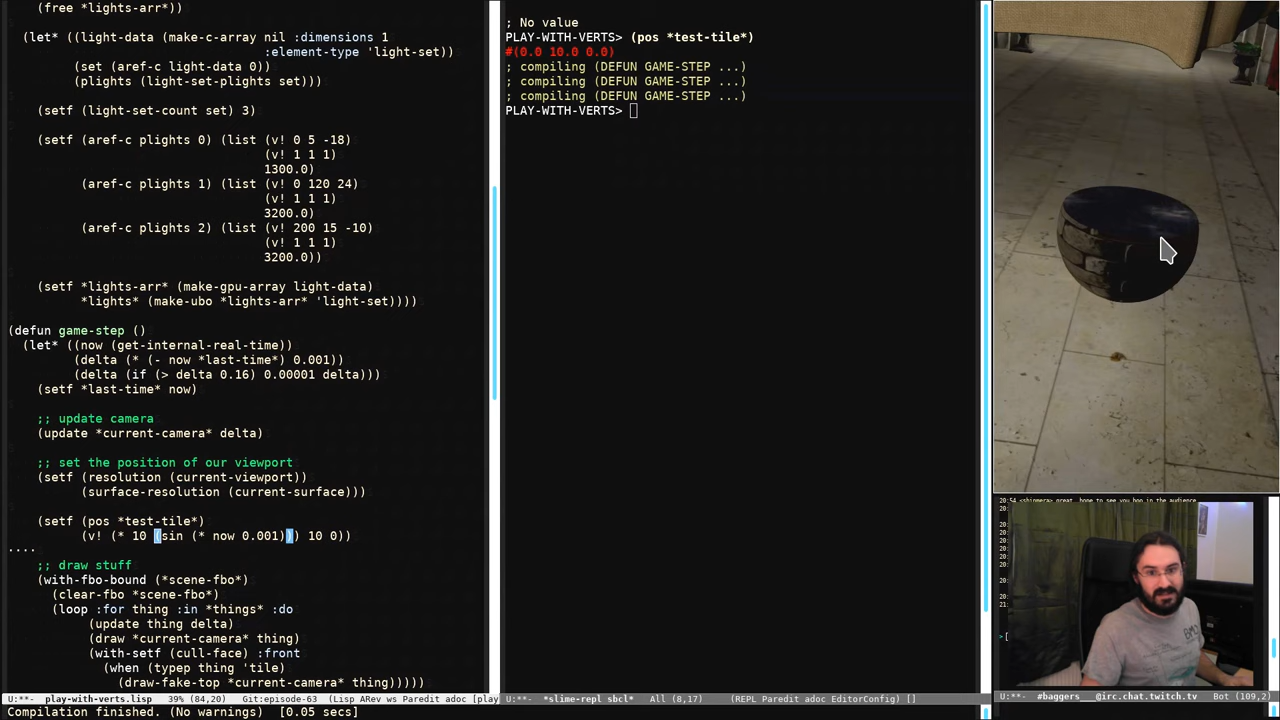 (free *lights-arr*))
(let* ((light-data (make-c-array nil :dimensions 1
:element-type 'light-set))
(set (aref-c light-data 0))
(plights (light-set-plights set)))
(setf (light-set-count set) 3)
(setf (aref-c plights 0) (list (v! 0 5 -18)
(v! 1 1 1)
1300.0)
(aref-c plights 1) (list (v! 0 120 24)
(v! 1 1 1)
3200.0)
(aref-c plights 2) (list (v! 200 15 -10)
(v! 1 1 1)
3200.0))
(setf *lights-arr* (make-gpu-array light-data)
*lights* (make-ubo *lights-arr* 'light-set))))
(defun game-step ()
(let* ((now (get-internal-real-time))
(delta (* (- now *last-time*) 0.001))
(delta (if (> delta 0.16) 0.00001 delta)))
(setf *last-time* now)
;; update camera
(update *current-camera* delta)
;; set the position of our viewport
(setf (resolution (current-viewport))
(surface-resolution (current-surface)))
(setf (pos *test-tile*)
(v! (* 10 (sin (* now 0.001))) 10 0))
....
;; draw stuff
(with-fbo-bound (*scene-fbo*)
(clear-fbo *scene-fbo*)
(loop :for thing :in *things* :do
(update thing delta)
(draw *current-camera* thing)
(with-setf (cull-face) :front
(when (typep thing 'tile)
(draw-fake-top *current-camera* thing)))))
U:**- play-with-verts.lisp 39% (84,20) Git:episode-63 (Lisp ARev ws Paredit adoc [play
Compilation finished. (No warnings) [0.05 secs]
; No value
PLAY-WITH-VERTS> (pos *test-tile*)
#(0.0 10.0 0.0)
; compiling (DEFUN GAME-STEP ...)
; compiling (DEFUN GAME-STEP ...)
; compiling (DEFUN GAME-STEP ...)
PLAY-WITH-VERTS>
U:**- *slime-repl sbcl* All (8,17) (REPL Paredit adoc EditorConfig) []
20:54 <shinmera> great, hope to see you hop in the audience
U:**- #baggers___@irc.chat.twitch.tv Bot (109,2)